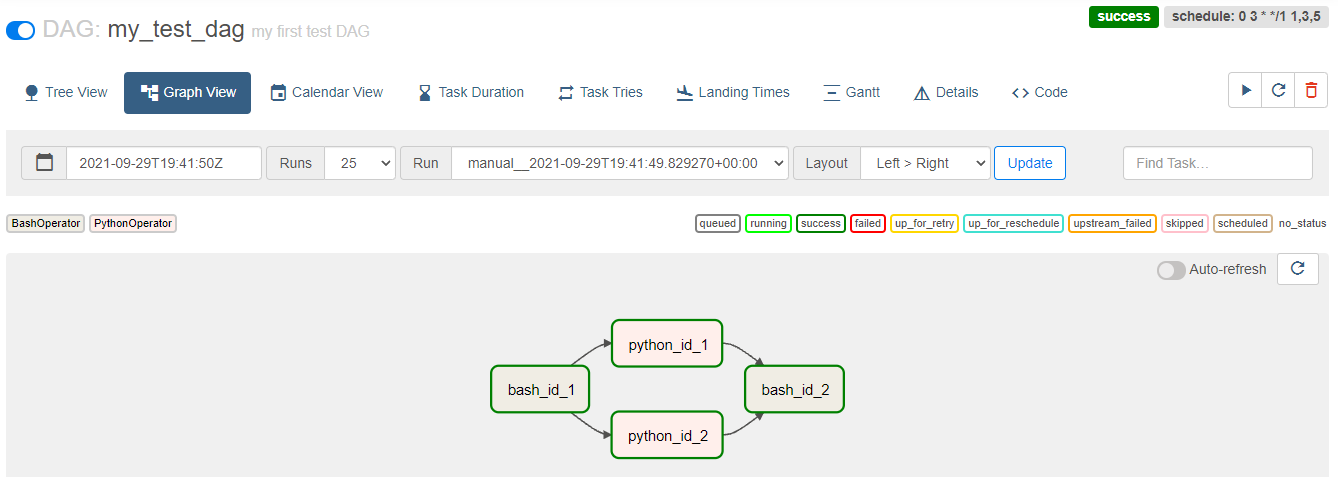 success schedule: 0 3 * */1 1,3,5
DAG: my_test_dag my first test DAG
Tree View Graph View Calendar View Task Duration Task Tries Landing Times Gantt Details Code
2021-09-29T19:41:50Z Runs 25 Run manual__2021-09-29T19:41:49.829270+00:00 Layout Left > Right Update Find Task...
BashOperator PythonOperator queued running success failed up_for_retry up_for_reschedule upstream_failed skipped scheduled no_status
Auto-refresh
python_id_1
bash_id_1 bash_id_2
python_id_2